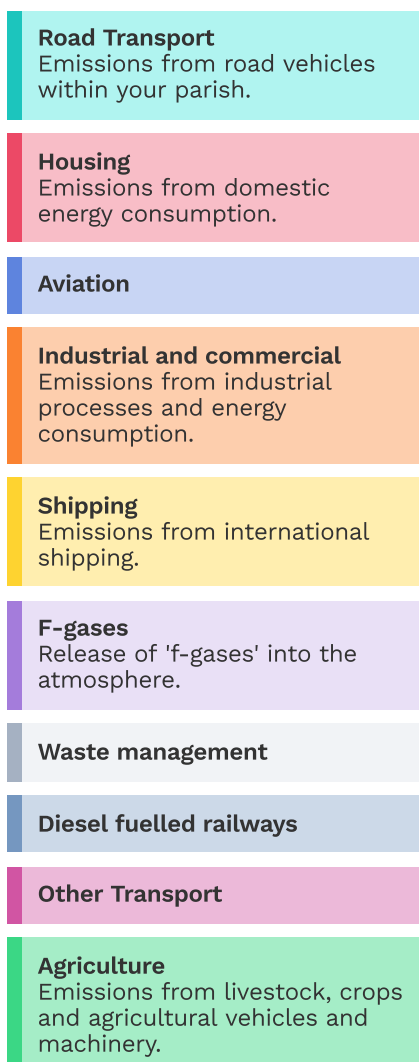 Road Transport
Emissions from road vehicles
within your parish.
Housing
Emissions from domestic
energy consumption.
Aviation
Industrial and commercial
Emissions from industrial
processes and energy
consumption.
Shipping
Emissions from international
shipping.
F-gases
Release of 'f-gases' into the
atmosphere.
Waste management
Diesel fuelled railways
Other Transport
Agriculture
Emissions from livestock, crops
and agricultural vehicles and
machinery.